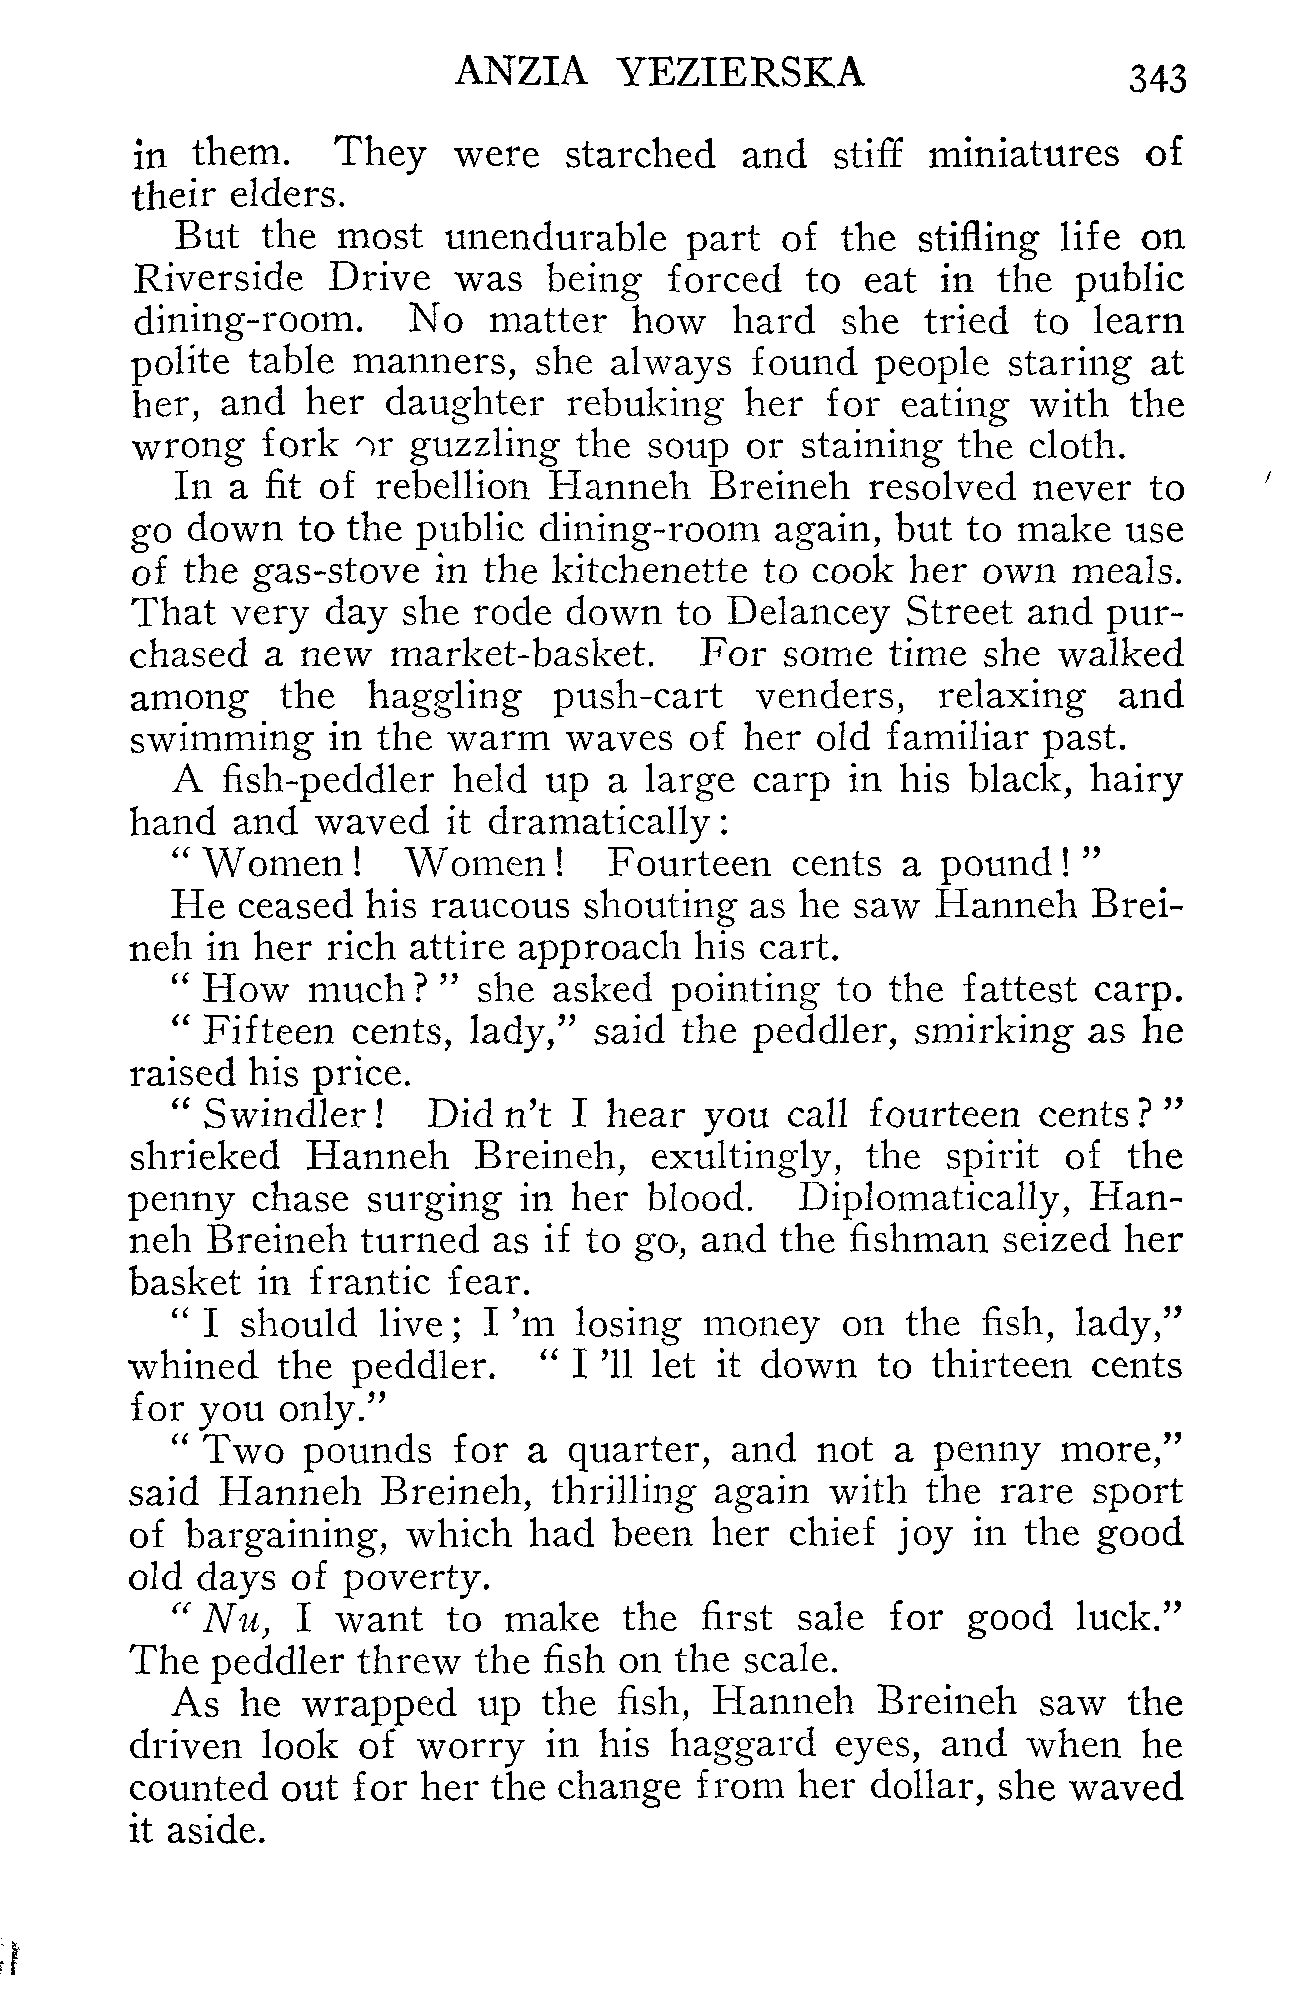 ANZIA YEZIERSKA 343
in them. They were starched and stiff miniatures of
their elders.
But the most unendurable part of the stifling life on
Riverside Drive was being forced to eat in the public
dining-room. No matter how hard she tried to learn
polite table manners, she always found people staring at
her, and her daughter rebuking her for eating with the
wrong fork or guzzling the soup or staining the cloth.
In a fit of rebellion Hanneh Breineh resolved never to
go down to the public dining-room again, but to make use
of the gas-stove in the kitchenette to cook her own meals.
That very day she rode down to Delancey Street and pur-
chased a new market-basket. For some time she walked
among the haggling push-cart venders, relaxing and
swimming in the warm waves of her old familiar past.
A fish-peddler held up a large carp in his black, hairy
hand and waved it dramatically:
"Women! Women! Fourteen cents a pound!"
He ceased his raucous shouting as he saw Hanneh Brei-
neh in her rich attire approach his cart.
"How much?" she asked pointing to the fattest carp.
"Fifteen cents, lady," said the peddler, smirking as he
raised his price.
"Swindler! Did n't I hear you call fourteen cents?"
shrieked Hanneh Breineh, exultingly, the spirit of the
penny chase surging in her blood. Diplomatically, Han-
neh Breineh turned as if to go, and the fishman seized her
basket in frantic fear.
"I should live; I 'm losing money on the fish, lady,"
whined the peddler. "I 'll let it down to thirteen cents
for you only."
"Two pounds for a quarter, and not a penny more,"
said Hanneh Breineh, thrilling again with the rare sport
of bargaining, which had been her chief joy in the good
old days of poverty.
"Nu, I want to make the first sale for good luck."
The peddler threw the fish on the scale.
As he wrapped up the fish, Hanneh Breineh saw the
driven look of worry in his haggard eyes, and when he
counted out for her the change from her dollar, she waved
it aside.